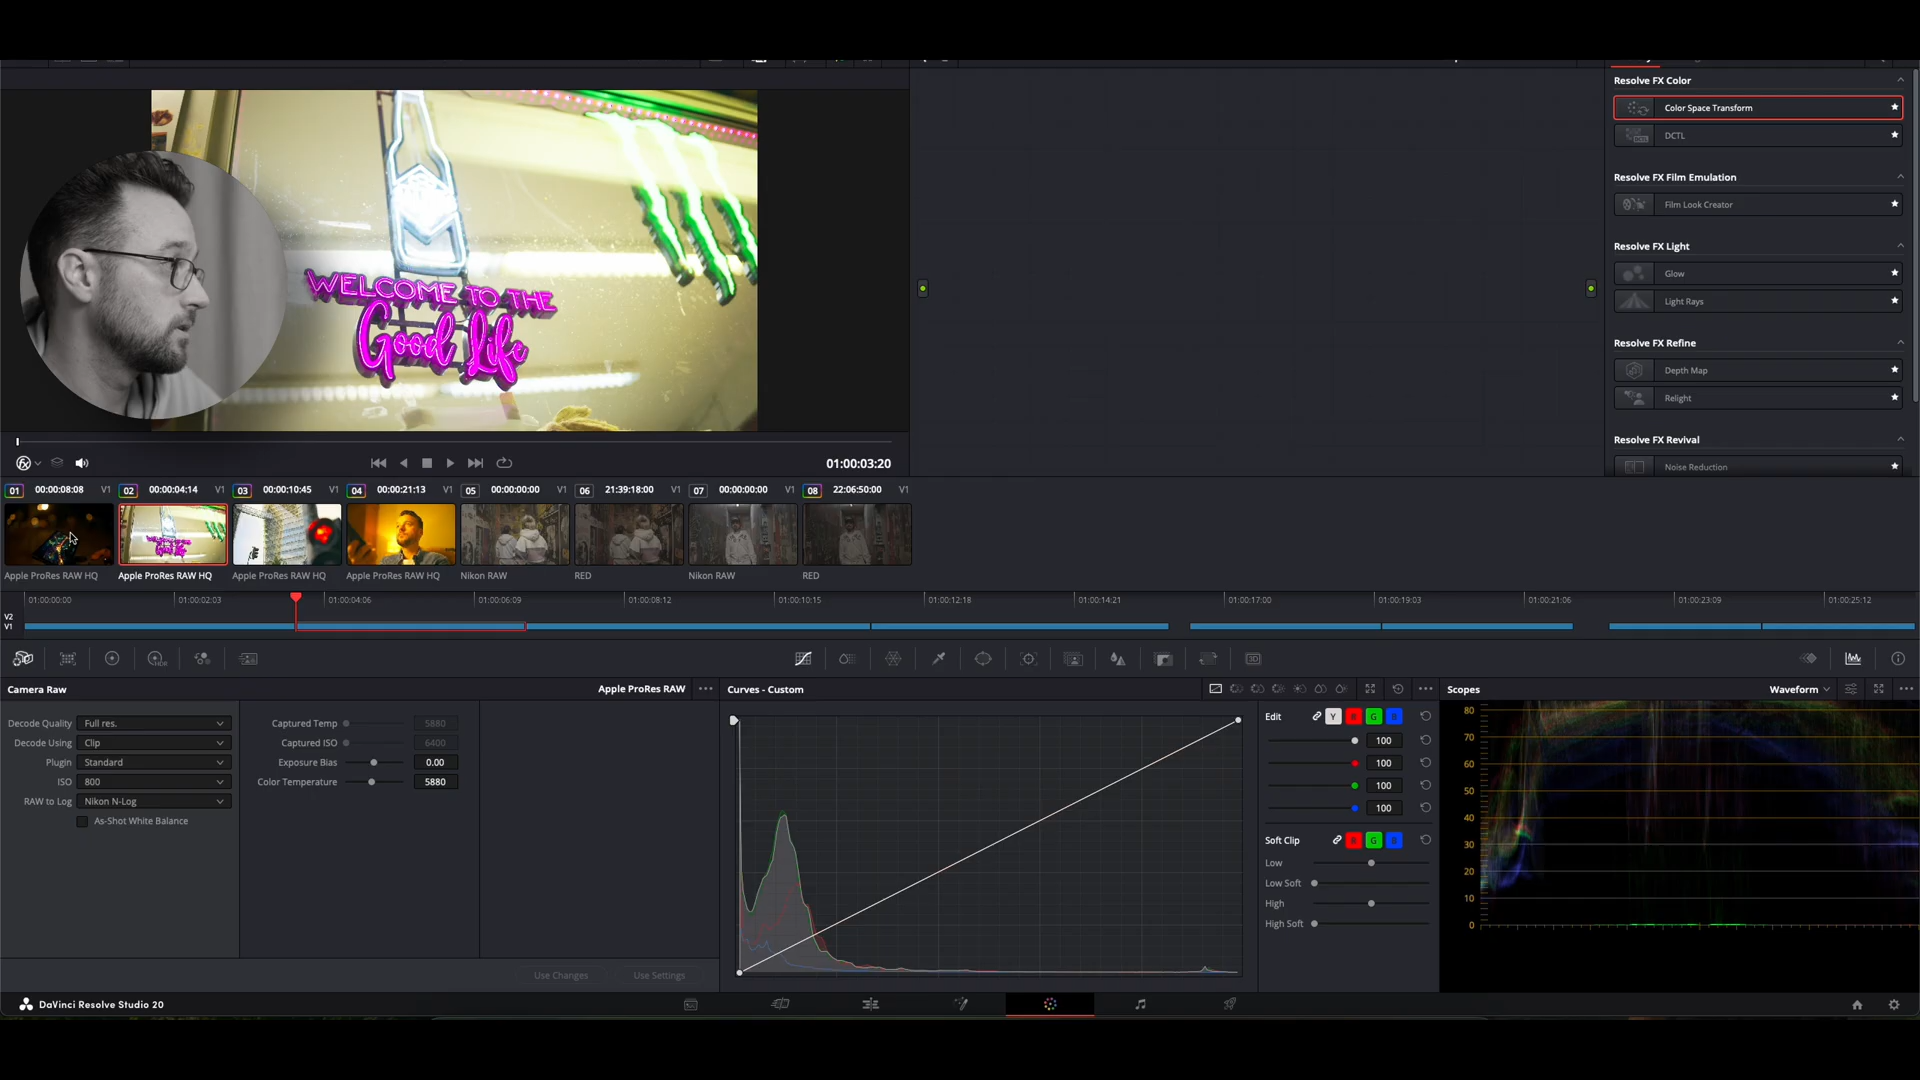 Resolve FX Color
Color Space Transform
DCTL
Resolve FX Film Emulation
Film Look Creator
Resolve FX Light
Glow
Light Rays
Resolve FX Refine
Depth Map
Relight
Resolve FX Revival
Noise Reduction
WELCOME TO THE
Good Life
01:00:03:20
01 00:00:08:08 V1 02 00:00:04:14 V1 03 00:00:10:45 V1 04 00:00:21:13 V1 05 00:00:00:00 V1 06 21:39:18:00 V1 07 00:00:00:00 V1 08 22:06:50:00 V1
Apple ProRes RAW HQ Apple ProRes RAW HQ Apple ProRes RAW HQ Apple ProRes RAW HQ Nikon RAW RED Nikon RAW RED
01:00:00:00 01:00:02:03 01:00:04:06 01:00:06:09 01:00:08:12 01:00:10:15 01:00:12:18 01:00:14:21 01:00:17:00 01:00:19:03 01:00:21:06 01:00:23:09 01:00:25:12
V2
V1
HDR
3D
Camera Raw Apple ProRes RAW
Decode Quality Full res.
Decode Using Clip
Plugin Standard
ISO 800
RAW to Log Nikon N-Log
As-Shot White Balance
Captured Temp 5880
Captured ISO 6400
Exposure Bias 0.00
Color Temperature 5880
Use Changes Use Settings
Curves - Custom
Edit Y R G B
100
100
100
100
Soft Clip R G B
Low
Low Soft
High
High Soft
Scopes Waveform
80
70
60
50
40
30
20
10
0
DaVinci Resolve Studio 20